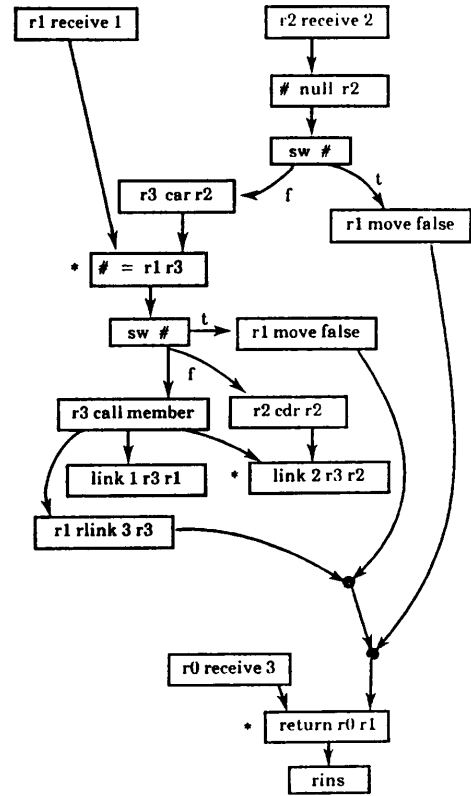 r1 receive 1
r2 receive 2
# null r2
sw #
f
t
r3 car r2
r1 move false
* # = r1 r3
sw #
t
r1 move false
f
r3 call member
r2 cdr r2
link 1 r3 r1
* link 2 r3 r2
r1 rlink 3 r3
r0 receive 3
* return r0 r1
rins